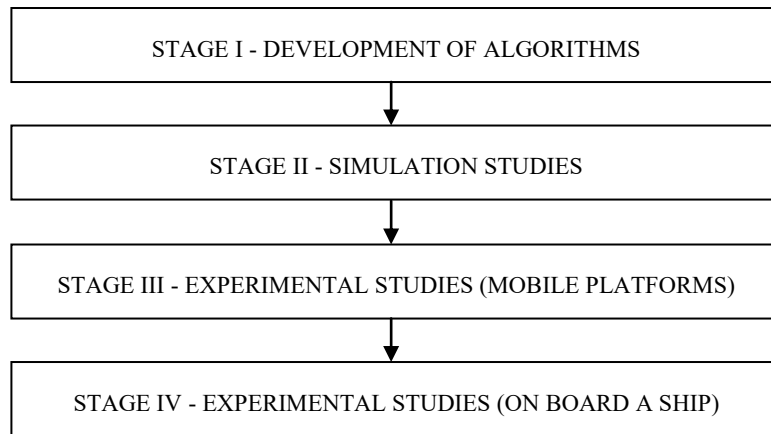 STAGE I - DEVELOPMENT OF ALGORITHMS
STAGE II - SIMULATION STUDIES
STAGE III - EXPERIMENTAL STUDIES (MOBILE PLATFORMS)
STAGE IV - EXPERIMENTAL STUDIES (ON BOARD A SHIP)